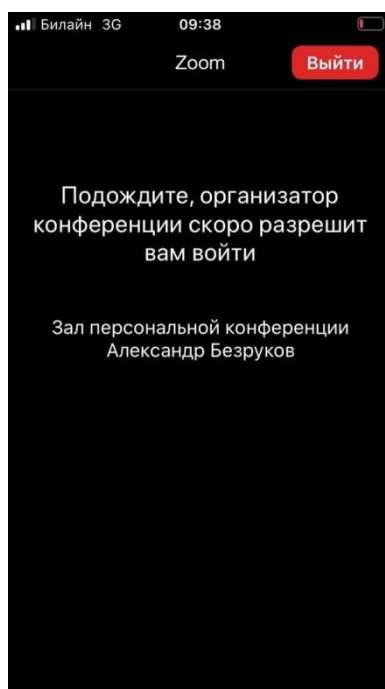 Билайн 3G 09:38
Zoom Выйти
Подождите, организатор
конференции скоро разрешит
вам войти
Зал персональной конференции
Александр Безруков